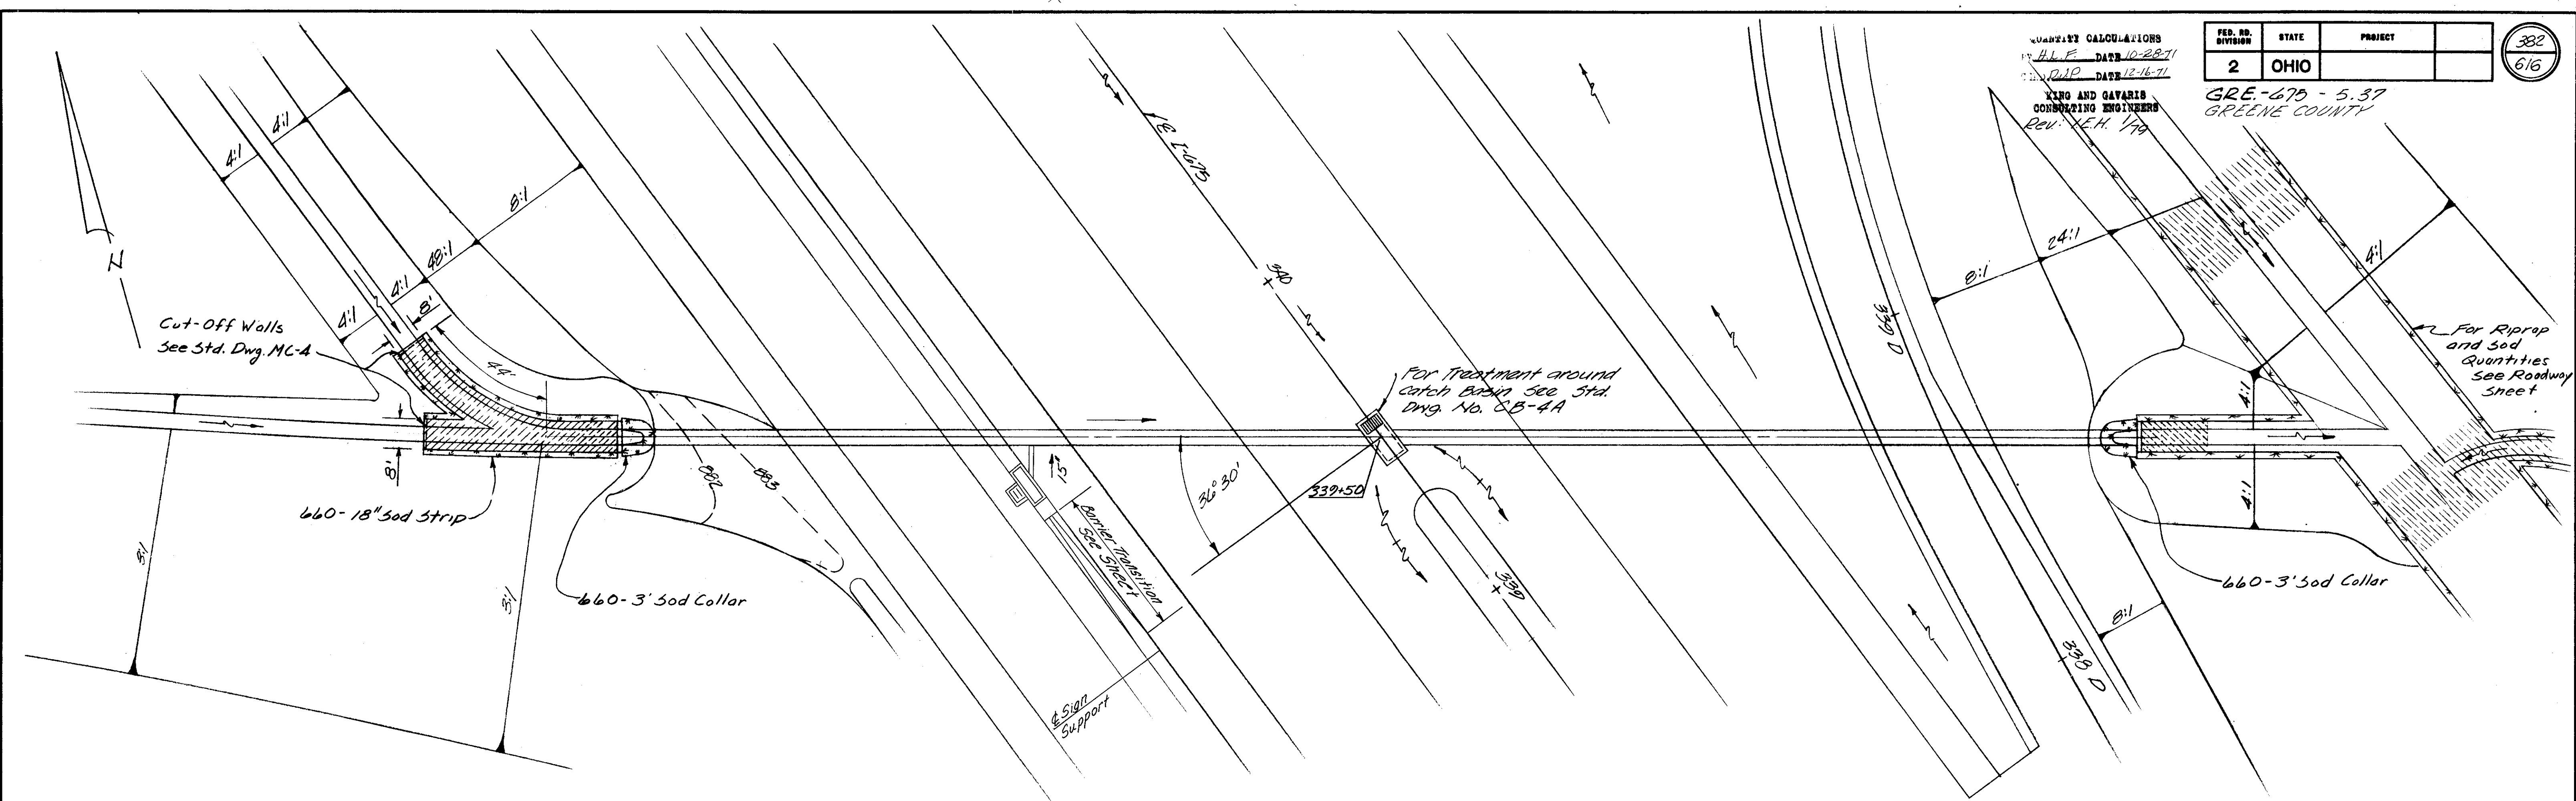 QUANTITY CALCULATIONS
H.L.F. DATE 10-28-71
DATE 12-16-71
KING AND GAVARIS
CONSULTING ENGINEERS
Rev: J.E.H. 1/79
FED. RD. DIVISION
STATE
PROJECT
2
OHIO
382
616
GRE.-675 - 5.37
GREENE COUNTY
N
4:1
4:1
8:1
48:1
4:1
4:1
8'
44'
Cut-Off Walls
See Std. Dwg. MC-4
8'
660-18" Sod Strip
3:1
3:1
660-3' Sod Collar
882
883
15'
Barrier Transition
See Sheet
℄ Sign
Support
℄ I-675
340
For Treatment around
Catch Basin See Std.
Dwg. No. CB-4A
36° 30'
339+50
339
339 D
338 D
8:1
24:1
4:1
For Riprap
and Sod
Quantities
See Roadway
Sheet
4:1
4:1
660-3' Sod Collar
8:1